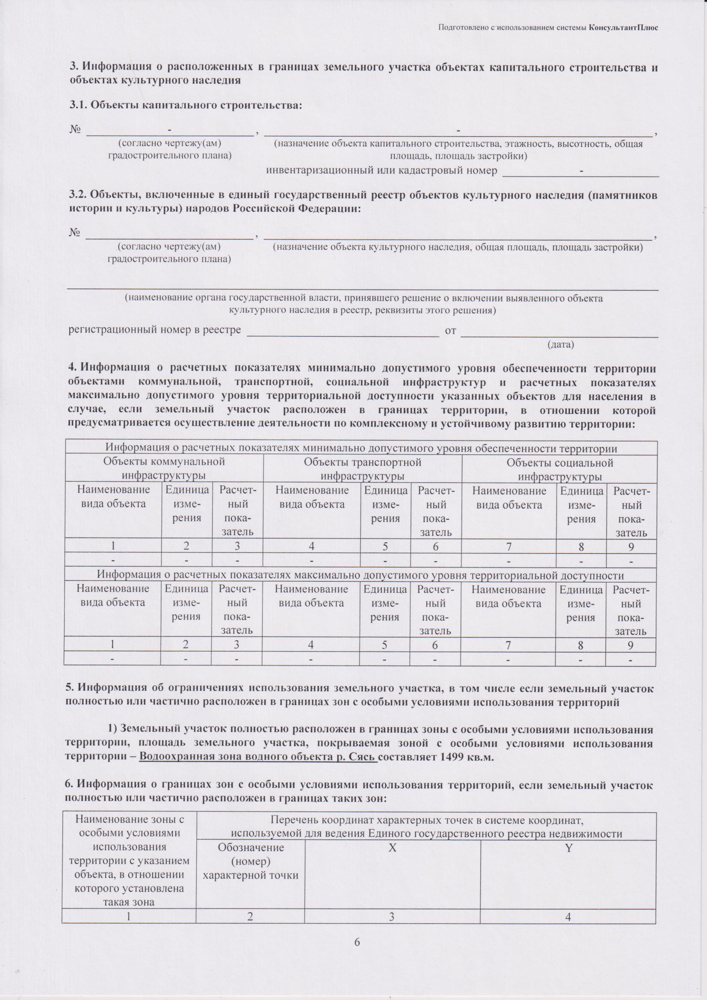 Подготовлено с использованием системы КонсультантПлюс
3. Информация о расположенных в границах земельного участка объектах капитального строительства и
объектах культурного наследия
3.1. Объекты капитального строительства:
№ - , - ,
(согласно чертежу(ам) (назначение объекта капитального строительства, этажность, высотность, общая
градостроительного плана) площадь, площадь застройки)
инвентаризационный или кадастровый номер -
3.2. Объекты, включенные в единый государственный реестр объектов культурного наследия (памятников
истории и культуры) народов Российской Федерации:
№ , ,
(согласно чертежу(ам) (назначение объекта культурного наследия, общая площадь, площадь застройки)
градостроительного плана)
(наименование органа государственной власти, принявшего решение о включении выявленного объекта
культурного наследия в реестр, реквизиты этого решения)
регистрационный номер в реестре от
(дата)
4. Информация о расчетных показателях минимально допустимого уровня обеспеченности территории
объектами коммунальной, транспортной, социальной инфраструктур и расчетных показателях
максимально допустимого уровня территориальной доступности указанных объектов для населения в
случае, если земельный участок расположен в границах территории, в отношении которой
предусматривается осуществление деятельности по комплексному и устойчивому развитию территории:
Информация о расчетных показателях минимально допустимого уровня обеспеченности территории
Объекты коммунальной Объекты транспортной Объекты социальной
инфраструктуры инфраструктуры инфраструктуры
Наименование Единица Расчет- Наименование Единица Расчет- Наименование Единица Расчет-
вида объекта изме- ный вида объекта изме- ный вида объекта изме- ный
рения пока- рения пока- рения пока-
затель затель затель
1 2 3 4 5 6 7 8 9
- - - - - - - - -
Информация о расчетных показателях максимально допустимого уровня территориальной доступности
Наименование Единица Расчет- Наименование Единица Расчет- Наименование Единица Расчет-
вида объекта изме- ный вида объекта изме- ный вида объекта изме- ный
рения пока- рения пока- рения пока-
затель затель затель
1 2 3 4 5 6 7 8 9
- - - - - - - - -
5. Информация об ограничениях использования земельного участка, в том числе если земельный участок
полностью или частично расположен в границах зон с особыми условиями использования территорий
1) Земельный участок полностью расположен в границах зоны с особыми условиями использования
территории, площадь земельного участка, покрываемая зоной с особыми условиями использования
территории – Водоохранная зона водного объекта р. Сясь составляет 1499 кв.м.
6. Информация о границах зон с особыми условиями использования территорий, если земельный участок
полностью или частично расположен в границах таких зон:
Наименование зоны с Перечень координат характерных точек в системе координат,
особыми условиями используемой для ведения Единого государственного реестра недвижимости
использования Обозначение X Y
территории с указанием (номер)
объекта, в отношении характерной точки
которого установлена
такая зона
1 2 3 4
6